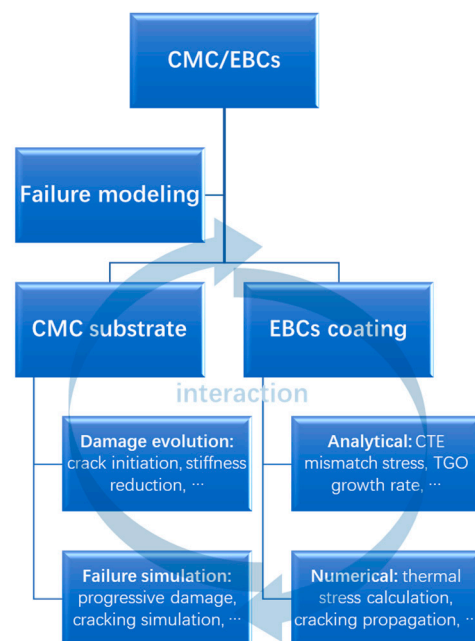 CMC/EBCs
Failure modeling
CMC substrate
EBCs coating
interaction
Damage evolution:
crack initiation, stiffness
reduction, ···
Analytical: CTE
mismatch stress, TGO
growth rate, ···
Failure simulation:
progressive damage,
cracking simulation, ···
Numerical: thermal
stress calculation,
cracking propagation, ···